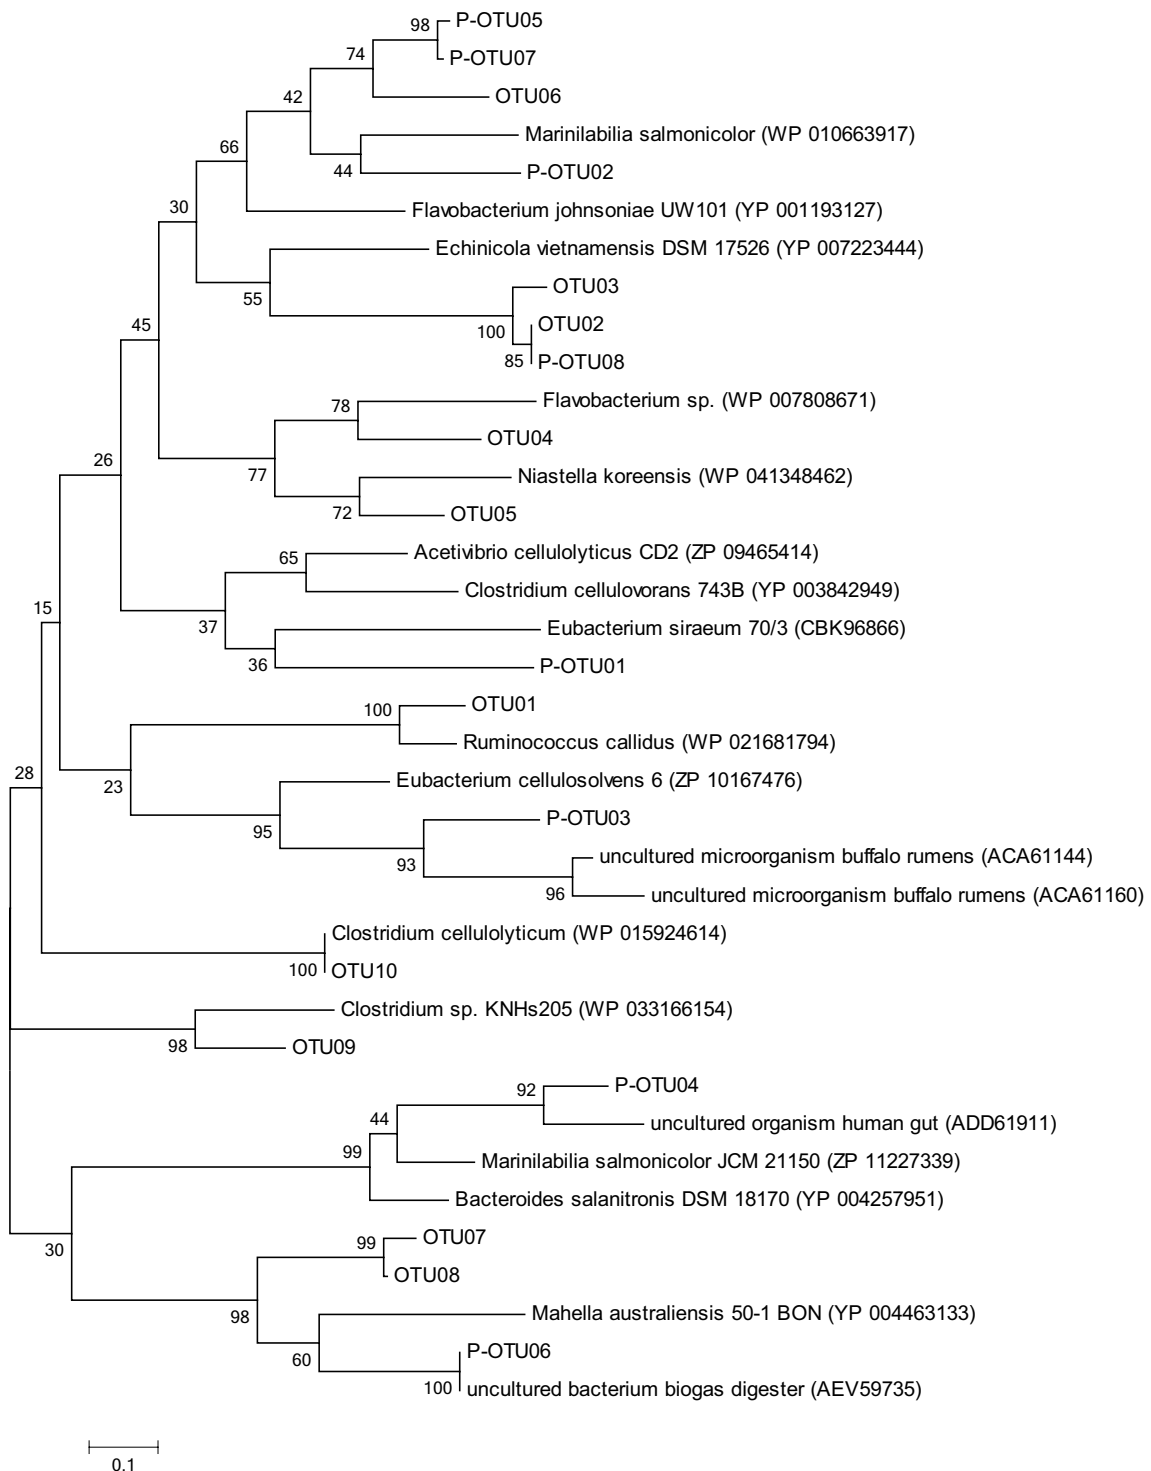 98
P-OTU05
74
P-OTU07
42
OTU06
Marinilabilia salmonicolor (WP 010663917)
66
44
P-OTU02
30
Flavobacterium johnsoniae UW101 (YP 001193127)
Echinicola vietnamensis DSM 17526 (YP 007223444)
55
OTU03
45
100
OTU02
85
P-OTU08
78
Flavobacterium sp. (WP 007808671)
OTU04
26
77
Niastella koreensis (WP 041348462)
72
OTU05
65
Acetivibrio cellulolyticus CD2 (ZP 09465414)
Clostridium cellulovorans 743B (YP 003842949)
15
37
Eubacterium siraeum 70/3 (CBK96866)
36
P-OTU01
100
OTU01
Ruminococcus callidus (WP 021681794)
28
23
Eubacterium cellulosolvens 6 (ZP 10167476)
95
P-OTU03
93
uncultured microorganism buffalo rumens (ACA61144)
96
uncultured microorganism buffalo rumens (ACA61160)
Clostridium cellulolyticum (WP 015924614)
100
OTU10
Clostridium sp. KNHs205 (WP 033166154)
98
OTU09
92
P-OTU04
44
uncultured organism human gut (ADD61911)
99
Marinilabilia salmonicolor JCM 21150 (ZP 11227339)
Bacteroides salanitronis DSM 18170 (YP 004257951)
30
99
OTU07
OTU08
98
Mahella australiensis 50-1 BON (YP 004463133)
60
P-OTU06
100
uncultured bacterium biogas digester (AEV59735)
0.1